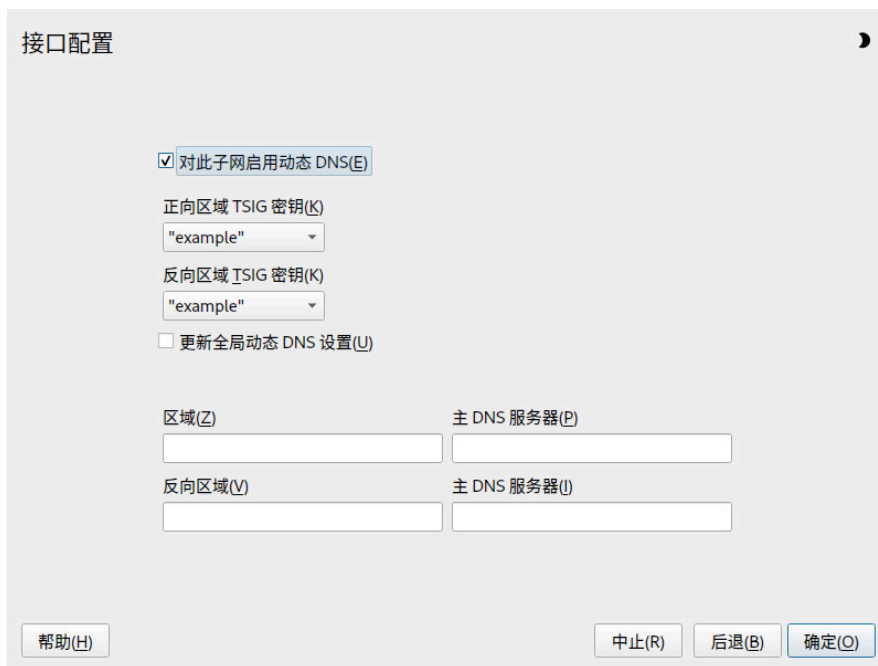 接口配置
对此子网启用动态 DNS(E)
正向区域 TSIG 密钥(K)
"example"
反向区域 TSIG 密钥(K)
"example"
更新全局动态 DNS 设置(U)
区域(Z) 主 DNS 服务器(P)
反向区域(V) 主 DNS 服务器(I)
帮助(H) 中止(R) 后退(B) 确定(O)